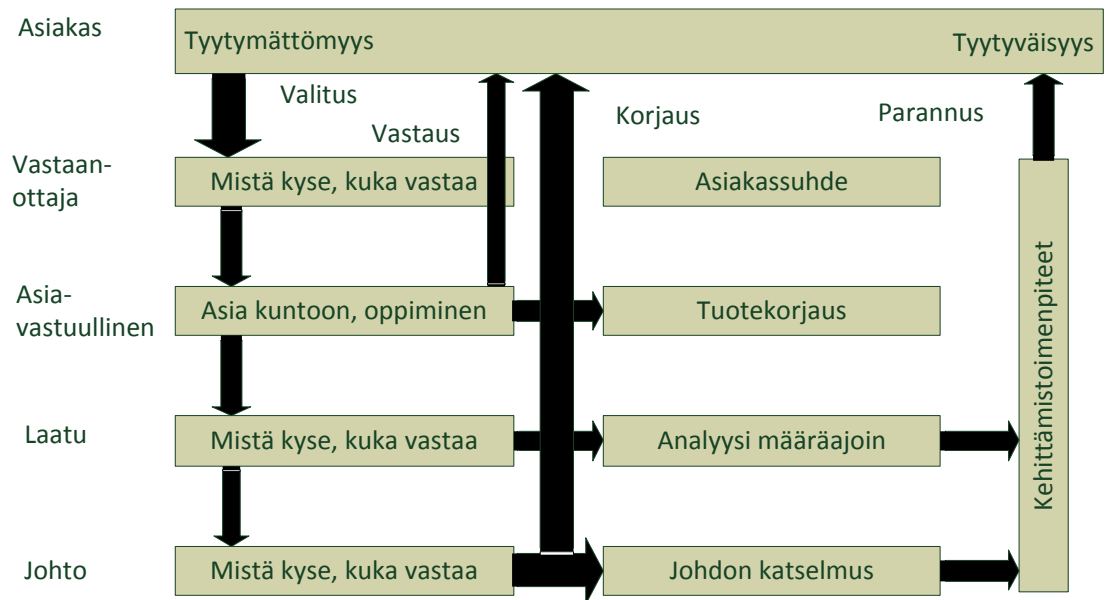 Asiakas
Tyytymättömyys
Tyytyväisyys
Valitus
Vastaus
Korjaus
Parannus
Vastaan-
ottaja
Mistä kyse, kuka vastaa
Asiakassuhde
Asia-
vastuullinen
Asia kuntoon, oppiminen
Tuotekorjaus
Kehittämistoimenpiteet
Laatu
Mistä kyse, kuka vastaa
Analyysi määräajoin
Johto
Mistä kyse, kuka vastaa
Johdon katselmus